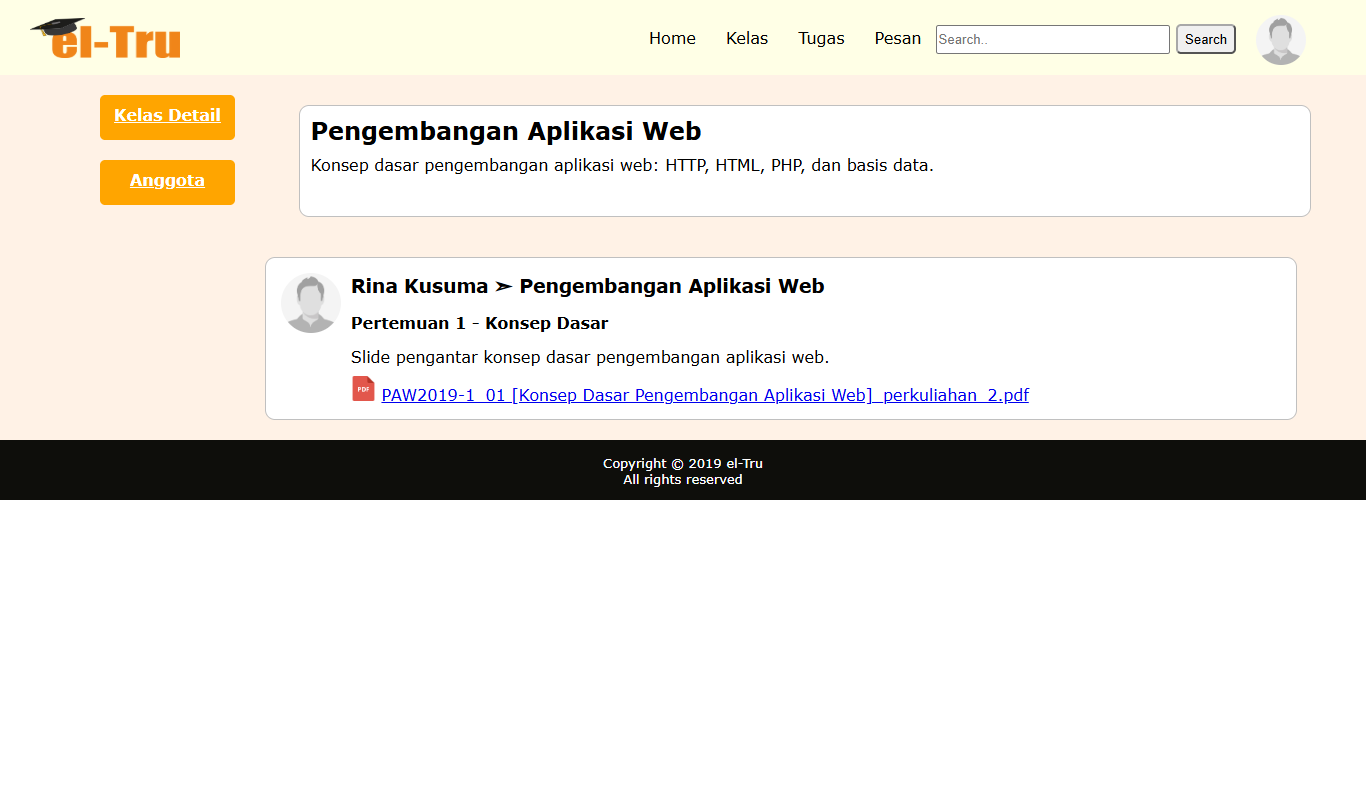 el-Tru
Home Kelas Tugas Pesan Search.. Search
Kelas Detail
Anggota
Pengembangan Aplikasi Web
Konsep dasar pengembangan aplikasi web: HTTP, HTML, PHP, dan basis data.
Rina Kusuma ➣ Pengembangan Aplikasi Web
Pertemuan 1 - Konsep Dasar
Slide pengantar konsep dasar pengembangan aplikasi web.
PDF PAW2019-1_01_[Konsep Dasar Pengembangan Aplikasi Web]_perkuliahan_2.pdf
Copyright © 2019 el-Tru
All rights reserved